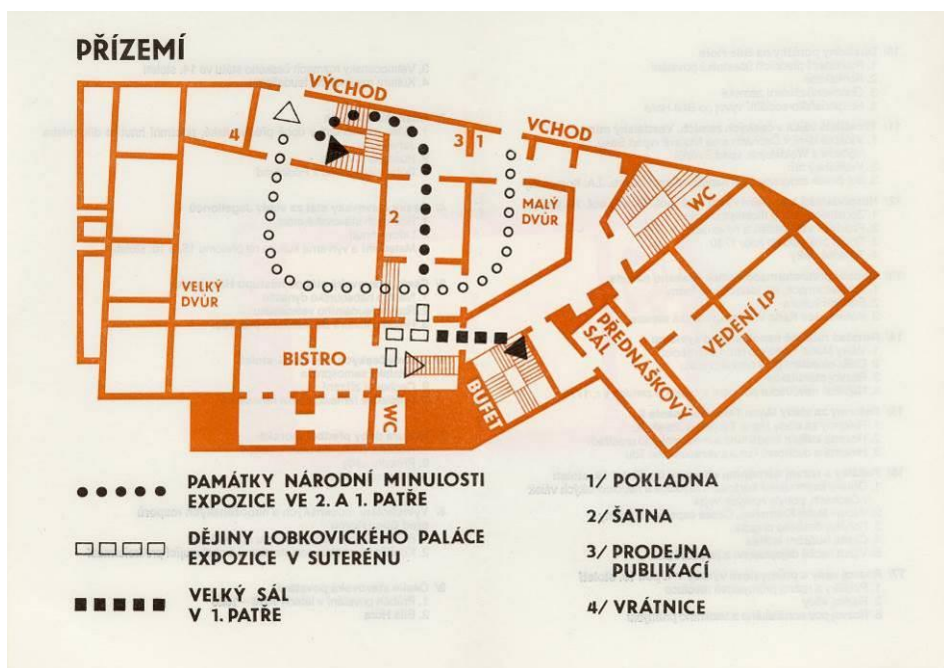 PŘÍZEMÍ
VÝCHOD
4
3
1
VCHOD
WC
2
MALÝ
DVŮR
VELKÝ
DVŮR
BISTRO
WC
BUFET
PŘEDNÁŠKOVÝ
SÁL
VEDENÍ LP
PAMÁTKY NÁRODNÍ MINULOSTI
EXPOZICE VE 2. A 1. PATŘE
DĚJINY LOBKOVICKÉHO PALÁCE
EXPOZICE V SUTERÉNU
VELKÝ SÁL
V 1. PATŘE
1/ POKLADNA
2/ ŠATNA
3/ PRODEJNA
PUBLIKACÍ
4/ VRÁTNICE